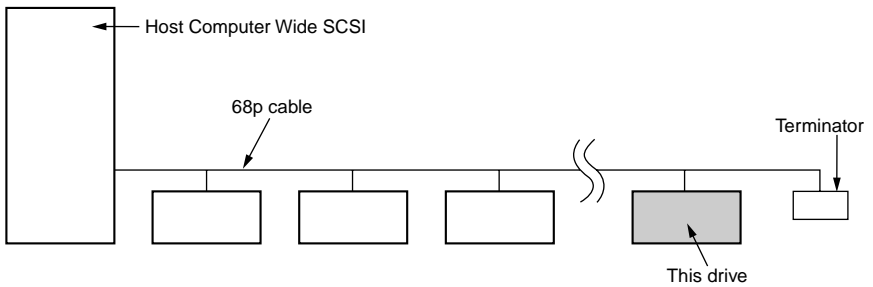 Host Computer Wide SCSI
68p cable
Terminator
This drive